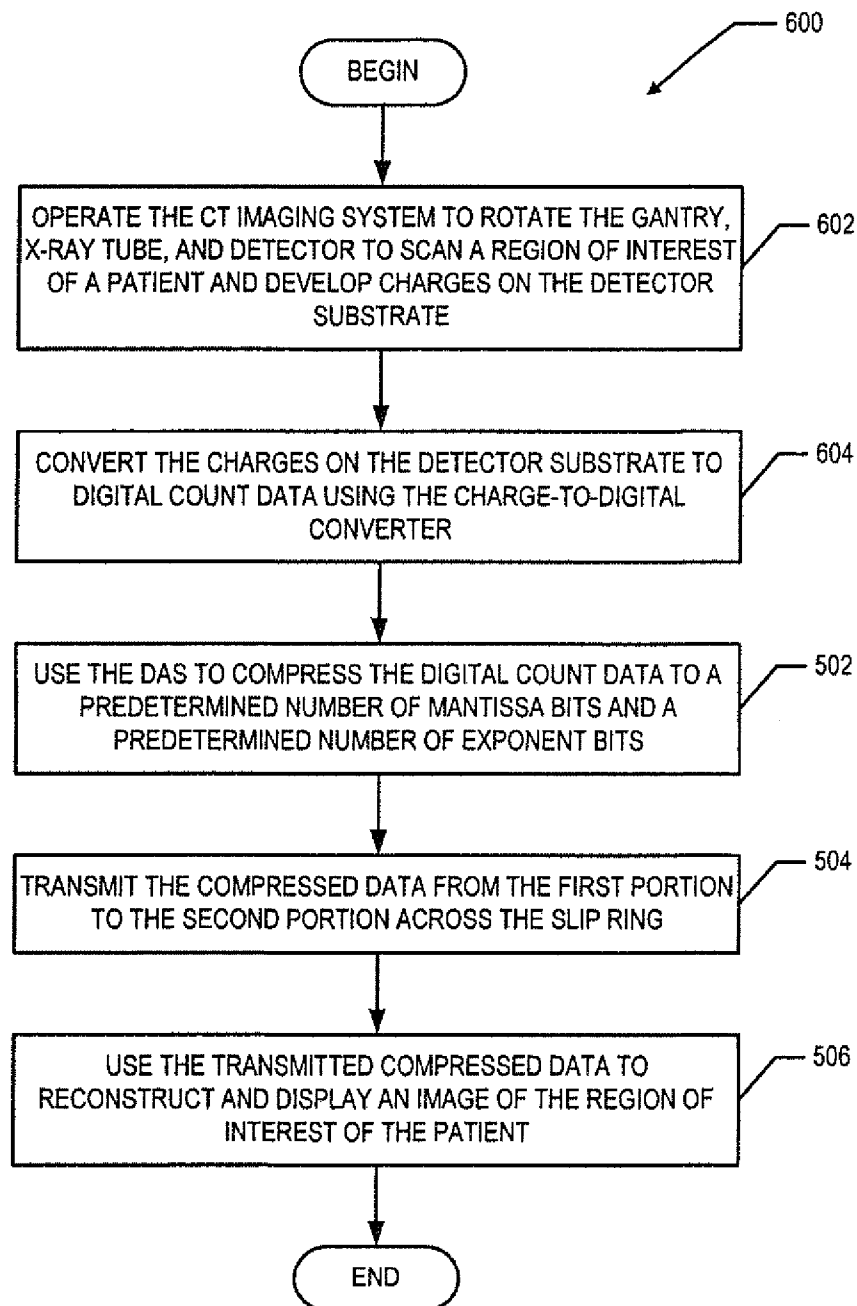 600
BEGIN
OPERATE THE CT IMAGING SYSTEM TO ROTATE THE GANTRY,
X-RAY TUBE, AND DETECTOR TO SCAN A REGION OF INTEREST
OF A PATIENT AND DEVELOP CHARGES ON THE DETECTOR
SUBSTRATE
602
CONVERT THE CHARGES ON THE DETECTOR SUBSTRATE TO
DIGITAL COUNT DATA USING THE CHARGE-TO-DIGITAL
CONVERTER
604
USE THE DAS TO COMPRESS THE DIGITAL COUNT DATA TO A
PREDETERMINED NUMBER OF MANTISSA BITS AND A
PREDETERMINED NUMBER OF EXPONENT BITS
502
TRANSMIT THE COMPRESSED DATA FROM THE FIRST PORTION
TO THE SECOND PORTION ACROSS THE SLIP RING
504
USE THE TRANSMITTED COMPRESSED DATA TO
RECONSTRUCT AND DISPLAY AN IMAGE OF THE REGION OF
INTEREST OF THE PATIENT
506
END